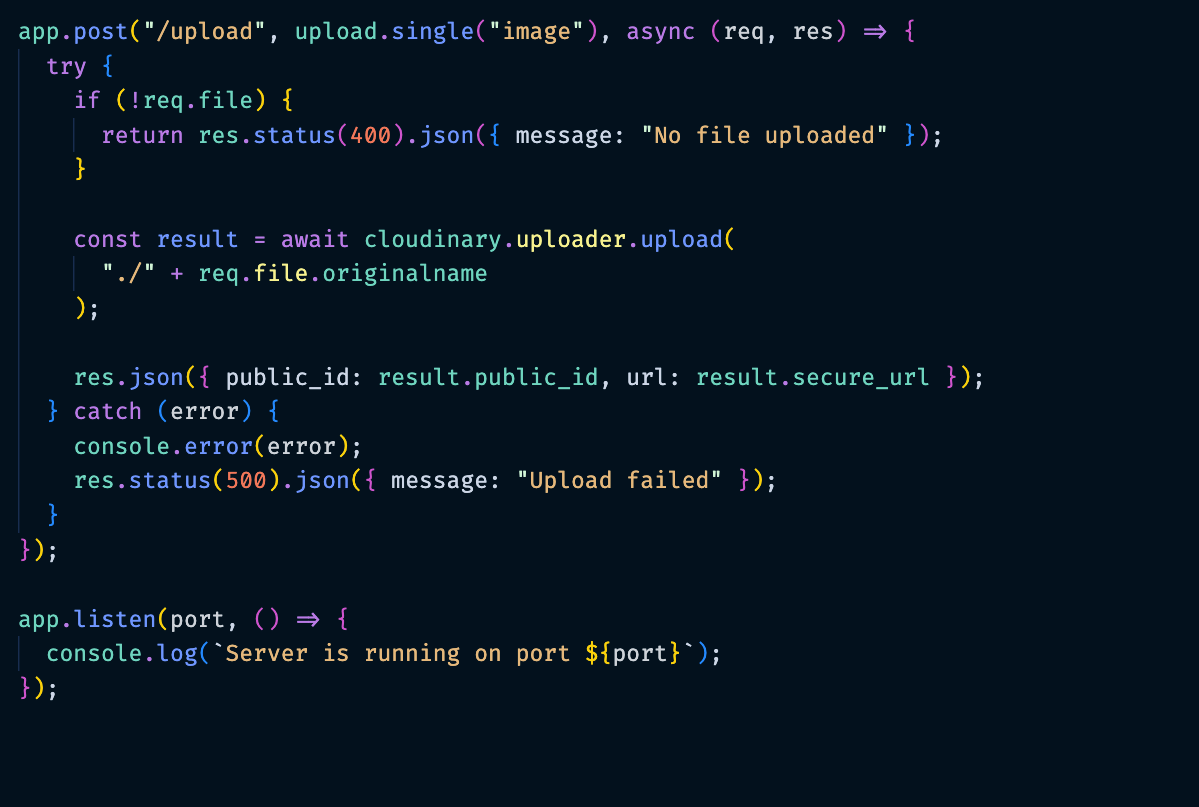 app.post("/upload", upload.single("image"), async (req, res) => {
  try {
    if (!req.file) {
      return res.status(400).json({ message: "No file uploaded" });
    }

    const result = await cloudinary.uploader.upload(
      "./" + req.file.originalname
    );

    res.json({ public_id: result.public_id, url: result.secure_url });
  } catch (error) {
    console.error(error);
    res.status(500).json({ message: "Upload failed" });
  }
});

app.listen(port, () => {
  console.log(`Server is running on port ${port}`);
});